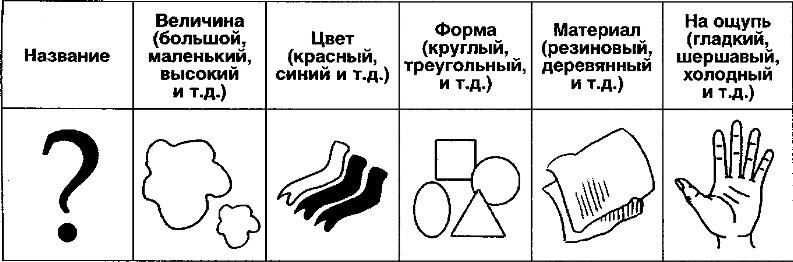 Название
Величина
(большой,
маленький,
высокий
и т.д.)
Цвет
(красный,
синий и т.д.)
Форма
(круглый,
треугольный,
и т.д.)
Материал
(резиновый,
деревянный
и т.д.)
На ощупь
(гладкий,
шершавый,
холодный
и т.д.)
?